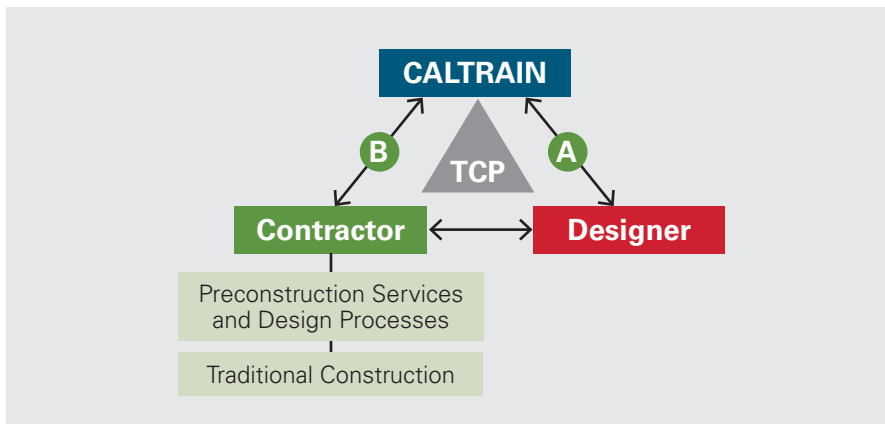 CALTRAIN
B
A
TCP
Contractor
Designer
Preconstruction Services
and Design Processes
Traditional Construction